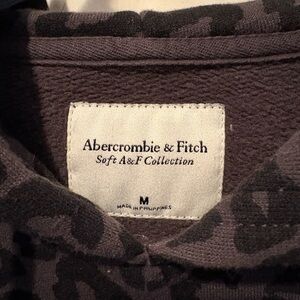 Abercrombie & Fitch
Soft A&F Collection
M
MADE IN PHILIPPINES